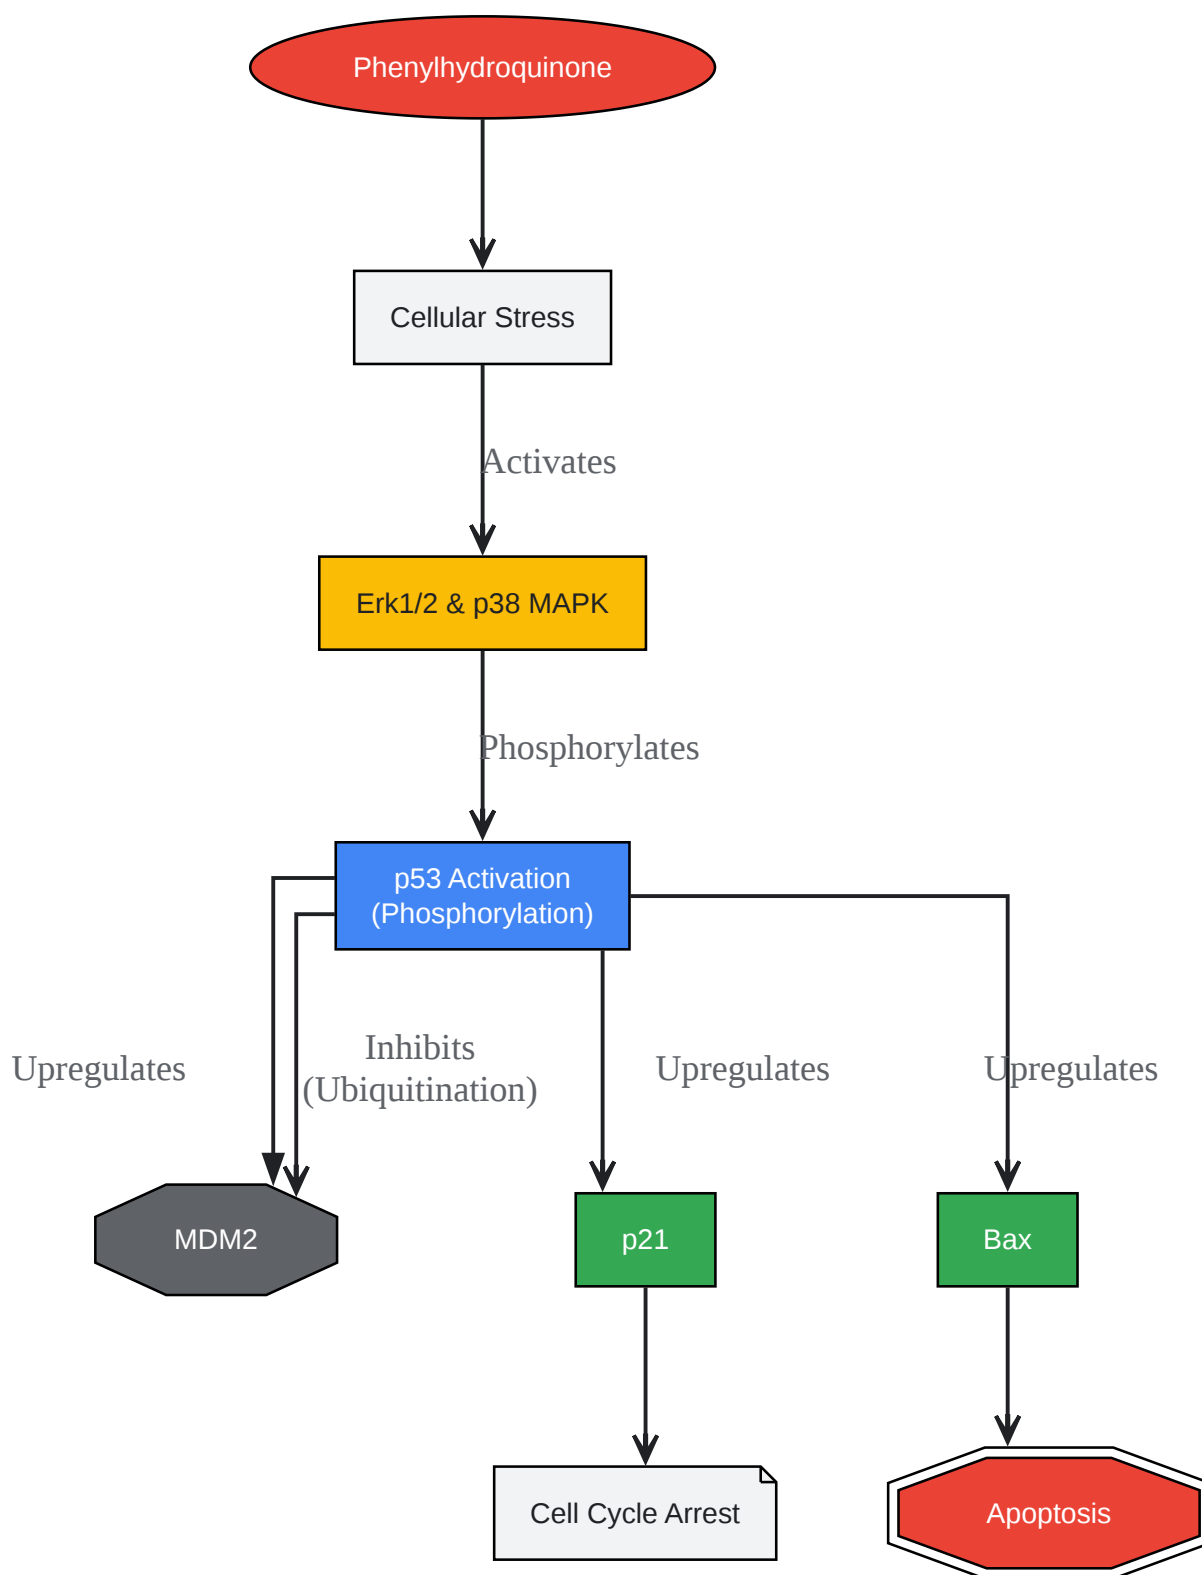 Phenylhydroquinone
Cellular Stress
Activates
Erk1/2 & p38 MAPK
Phosphorylates
p53 Activation
(Phosphorylation)
Upregulates
Inhibits
(Ubiquitination)
Upregulates
Upregulates
MDM2
p21
Bax
Cell Cycle Arrest
Apoptosis